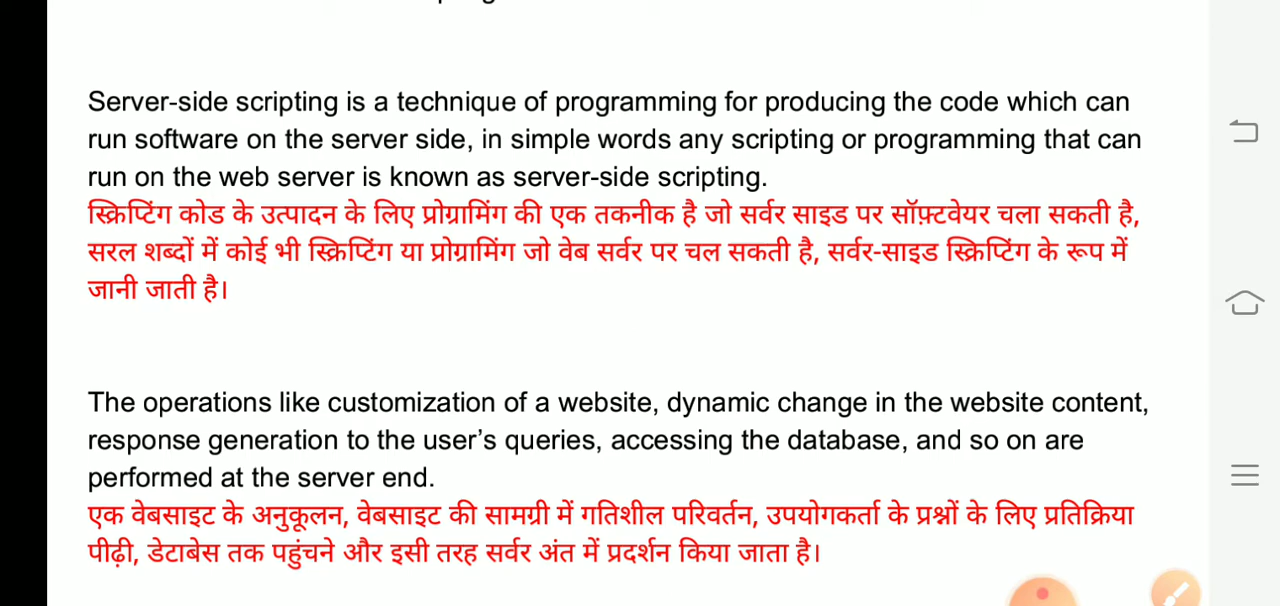 Server-side scripting is a technique of programming for producing the code which can
run software on the server side, in simple words any scripting or programming that can
run on the web server is known as server-side scripting.
स्क्रिप्टिंग कोड के उत्पादन के लिए प्रोग्रामिंग की एक तकनीक है जो सर्वर साइड पर सॉफ़्टवेयर चला सकती है,
सरल शब्दों में कोई भी स्क्रिप्टिंग या प्रोग्रामिंग जो वेब सर्वर पर चल सकती है, सर्वर-साइड स्क्रिप्टिंग के रूप में
जानी जाती है।
The operations like customization of a website, dynamic change in the website content,
response generation to the user’s queries, accessing the database, and so on are
performed at the server end.
एक वेबसाइट के अनुकूलन, वेबसाइट की सामग्री में गतिशील परिवर्तन, उपयोगकर्ता के प्रश्नों के लिए प्रतिक्रिया
पीढ़ी, डेटाबेस तक पहुंचने और इसी तरह सर्वर अंत में प्रदर्शन किया जाता है।